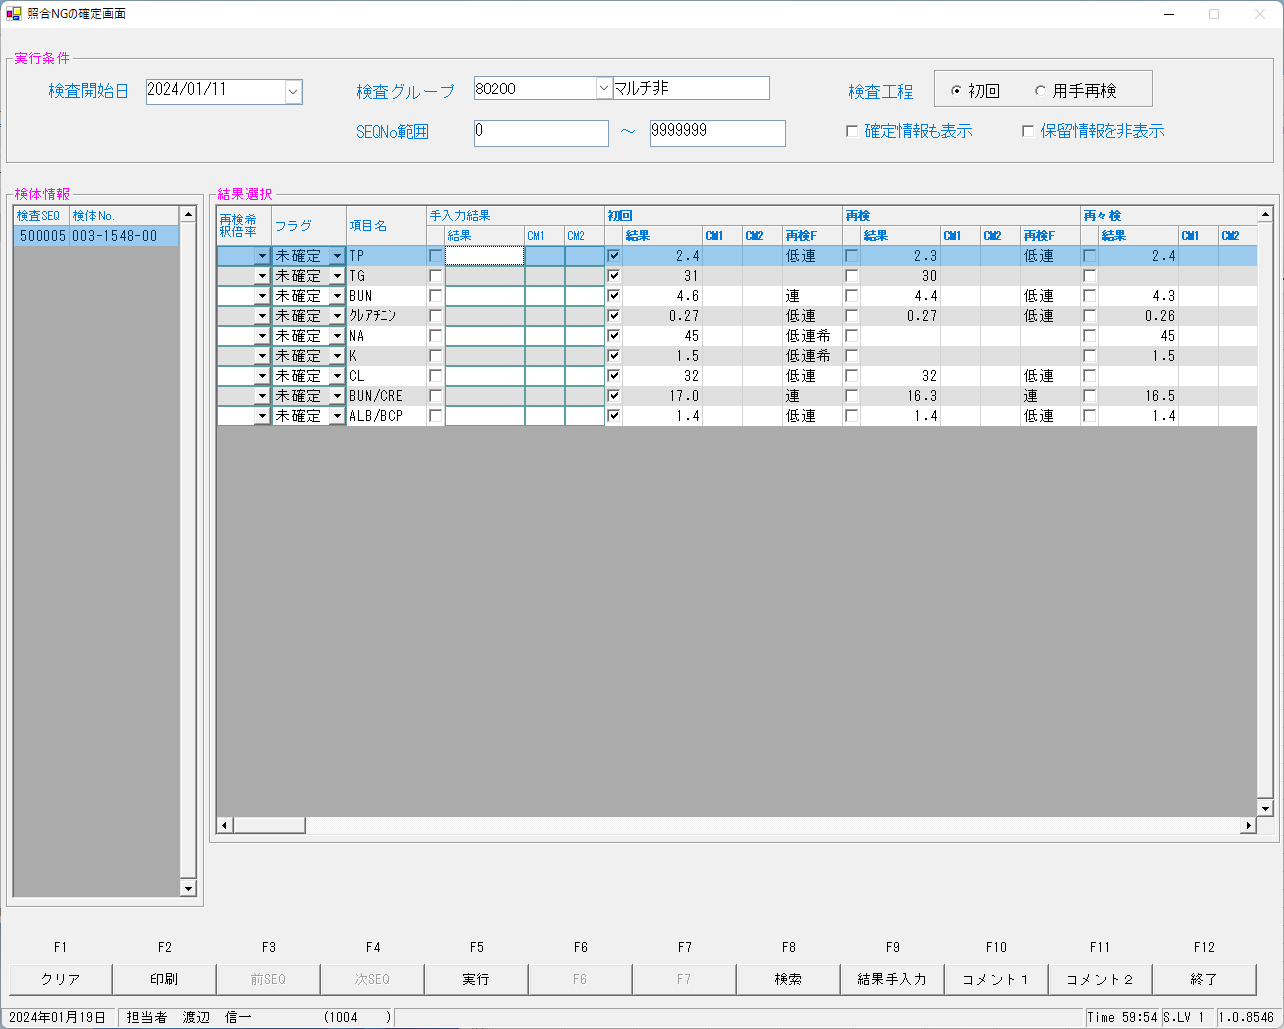 照合NGの確定画面
実行条件
検査開始日 2024/01/11 検査グループ 80200 マルチ非 検査工程 初回 用手再検
SEQNo範囲 0 ～ 9999999 確定情報も表示 保留情報を非表示
検体情報
検査SEQ 検体No.
500005 003-1548-00
結果選択
再検希釈倍率 フラグ 項目名 手入力結果 初回 再検 再々検
結果 CM1 CM2 結果 CM1 CM2 再検F 結果 CM1 CM2 再検F 結果 CM1 CM2
未確定 TP 2.4 低連 2.3 低連 2.4
未確定 TG 31 30
未確定 BUN 4.6 連 4.4 低連 4.3
未確定 ｸﾚｱﾁﾆﾝ 0.27 低連 0.27 低連 0.26
未確定 NA 45 低連希 45
未確定 K 1.5 低連希 1.5
未確定 CL 32 低連 32 低連
未確定 BUN/CRE 17.0 連 16.3 連 16.5
未確定 ALB/BCP 1.4 低連 1.4 低連 1.4
F1 F2 F3 F4 F5 F6 F7 F8 F9 F10 F11 F12
クリア 印刷 前SEQ 次SEQ 実行 F6 F7 検索 結果手入力 コメント１ コメント２ 終了
2024年01月19日 担当者 渡辺 信一 (1004 ) Time 59:54 S.LV 1 1.0.8546